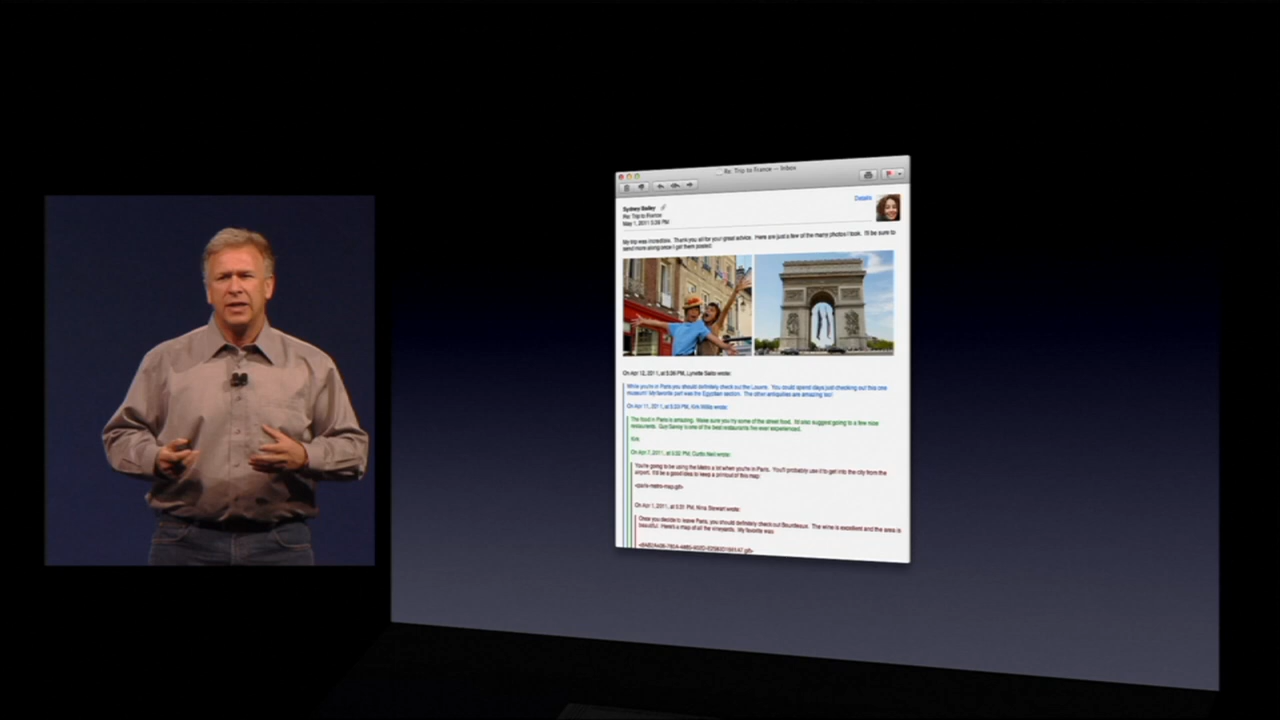 Re: Trip to France — Inbox
Details
Sydney Bailey
Re: Trip to France
May 1, 2011 5:39 PM
My trip was incredible. Thank you all for your great advice. Here are just a few of the many photos I took. I'll be sure to
send more along once I get them posted.
On Apr 12, 2011, at 5:06 PM, Lynette Saito wrote:
While you're in Paris you should definitely check out the Louvre. You could spend days just checking out this one
museum! My favorite part was the Egyptian section. The other antiquities are amazing too!
On Apr 11, 2011, at 5:24 PM, Kirk Willis wrote:
The food in Paris is amazing. Make sure you try some of the street food. I'd also suggest going to a few nice
restaurants. Guy Savoy is one of the best restaurants I've ever experienced.
Kirk
On Apr 7, 2011, at 5:02 PM, Curtis Neil wrote:
You're going to be using the Metro a lot when you're in Paris. You'll probably use it to get into the city from the
airport. It'd be a good idea to keep a printout of this map:
<paris-metro-map.gif>
On Apr 1, 2011, at 5:31 PM, Nina Stewart wrote:
Once you decide to leave Paris, you should definitely check out Bourdeaux. The wine is excellent and the area is
beautiful. Here's a map of all the vineyards. My favorite was